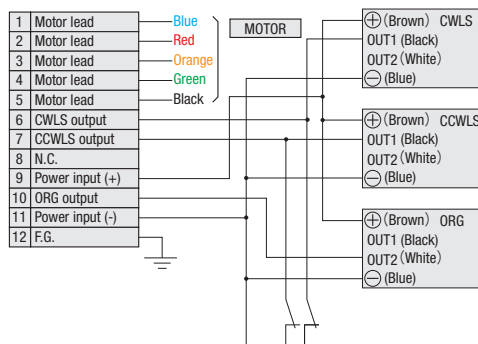 1 Motor lead Blue
2 Motor lead Red
3 Motor lead Orange
4 Motor lead Green
5 Motor lead Black
6 CWLS output
7 CCWLS output
8 N.C.
9 Power input (+)
10 ORG output
11 Power input (-)
12 F.G.
MOTOR
+ (Brown) CWLS
OUT1 (Black)
OUT2 (White)
− (Blue)
+ (Brown) CCWLS
OUT1 (Black)
OUT2 (White)
− (Blue)
+ (Brown) ORG
OUT1 (Black)
OUT2 (White)
− (Blue)